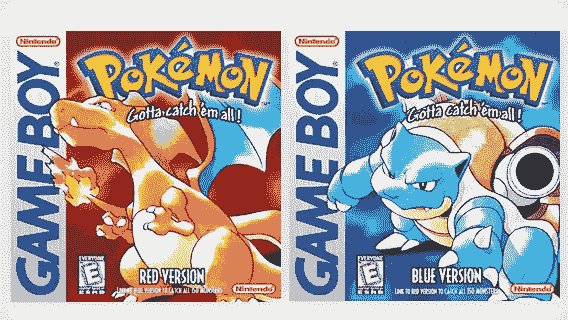 Nintendo
GAME BOY
POKéMON
Gotta catch 'em all!
EVERYONE
E
ESRB
RED VERSION
LINK TO BLUE VERSION TO CATCH ALL 150 MONSTERS!
Nintendo
Nintendo
GAME BOY
POKéMON
Gotta catch 'em all!
EVERYONE
E
ESRB
BLUE VERSION
LINK TO RED VERSION TO CATCH ALL 150 MONSTERS!
Nintendo